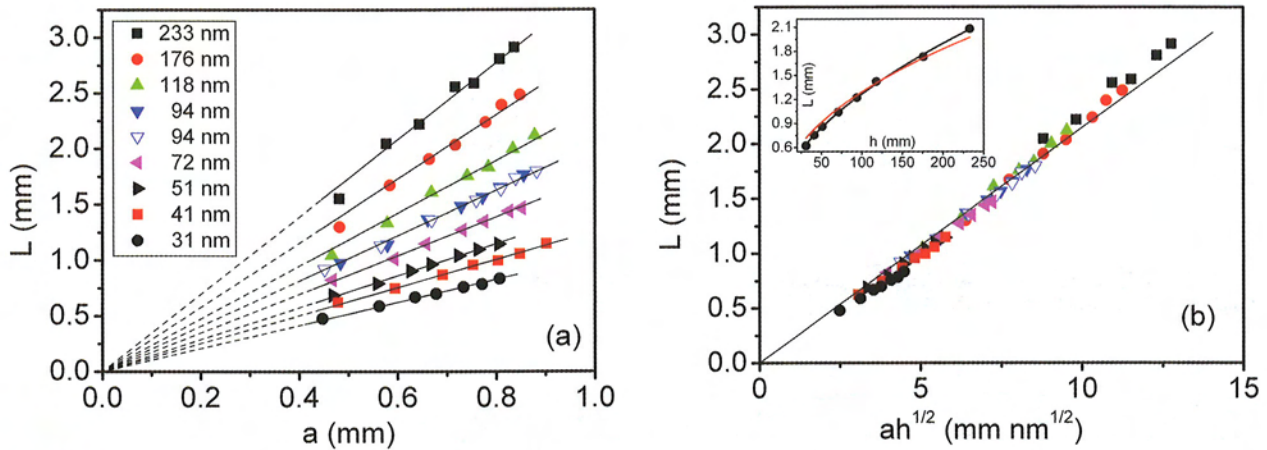 3.0
2.5
2.0
1.5
1.0
0.5
0.0
L (mm)
233 nm
176 nm
118 nm
94 nm
94 nm
72 nm
51 nm
41 nm
31 nm
(a)
0.0 0.2 0.4 0.6 0.8 1.0
a (mm)
3.0
2.5
2.0
1.5
1.0
0.5
0.0
L (mm)
2.1
1.8
1.5
1.2
0.9
0.6
L (mm)
h (mm)
50 100 150 200 250
(b)
0 5 10 15
ah1/2 (mm nm1/2)